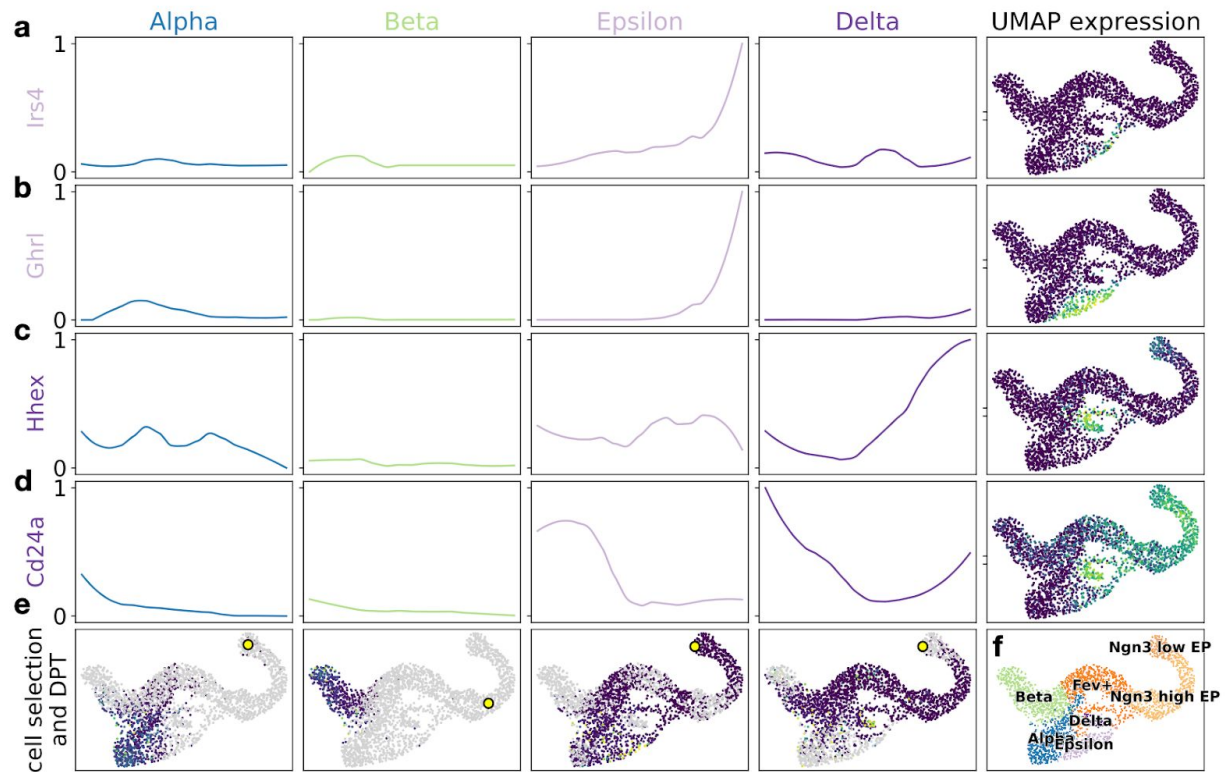 a Alpha Beta Epsilon Delta UMAP expression
1
Irs4
0
b
1
Ghrl
0
c
1
Hhex
0
d
1
Cd24a
0
e f
cell selection
and DPT
Ngn3 low EP
Fev+
Beta Ngn3 high EP
Delta
Alpha
Epsilon